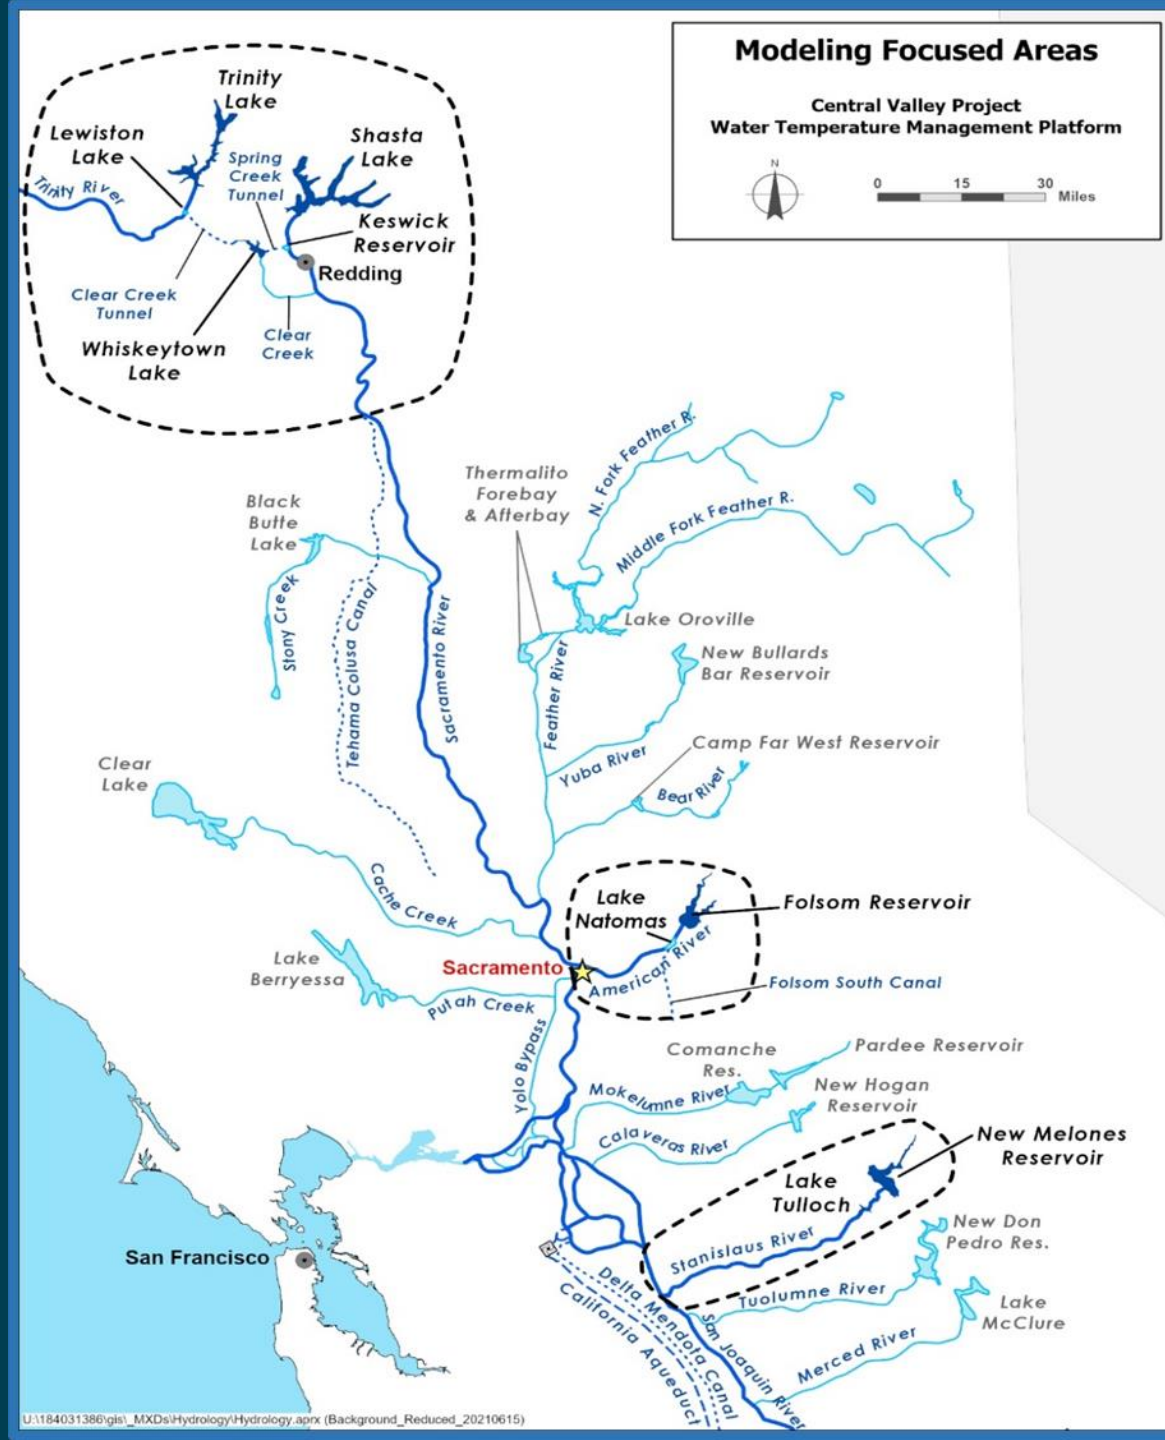 Modeling Focused Areas
Central Valley Project
Water Temperature Management Platform
N
0 15 30 Miles
Trinity
Lake
Lewiston
Lake
Shasta
Lake
Spring
Creek
Tunnel
Trinity River
Keswick
Reservoir
Redding
Clear Creek
Tunnel
Clear
Creek
Whiskeytown
Lake
Thermalito
Forebay
& Afterbay
N. Fork Feather R.
Middle Fork Feather R.
Black
Butte
Lake
Stony Creek
Tehama Colusa Canal
Sacramento River
Lake Oroville
Feather River
New Bullards
Bar Reservoir
Yuba River
Camp Far West Reservoir
Bear River
Clear
Lake
Cache Creek
Lake
Natomas
Folsom Reservoir
American River
Folsom South Canal
Sacramento
Lake
Berryessa
Putah Creek
Yolo Bypass
Comanche
Res.
Pardee Reservoir
Mokelumne River
New Hogan
Reservoir
Calaveras River
New Melones
Reservoir
Lake
Tulloch
Stanislaus River
New Don
Pedro Res.
Tuolumne River
San Francisco
Lake
McClure
Merced River
Delta Mendota Canal
California Aqueduct
San Joaquin River
U:\184031386\gis\_MXDs\Hydrology\Hydrology.aprx (Background_Reduced_20210615)